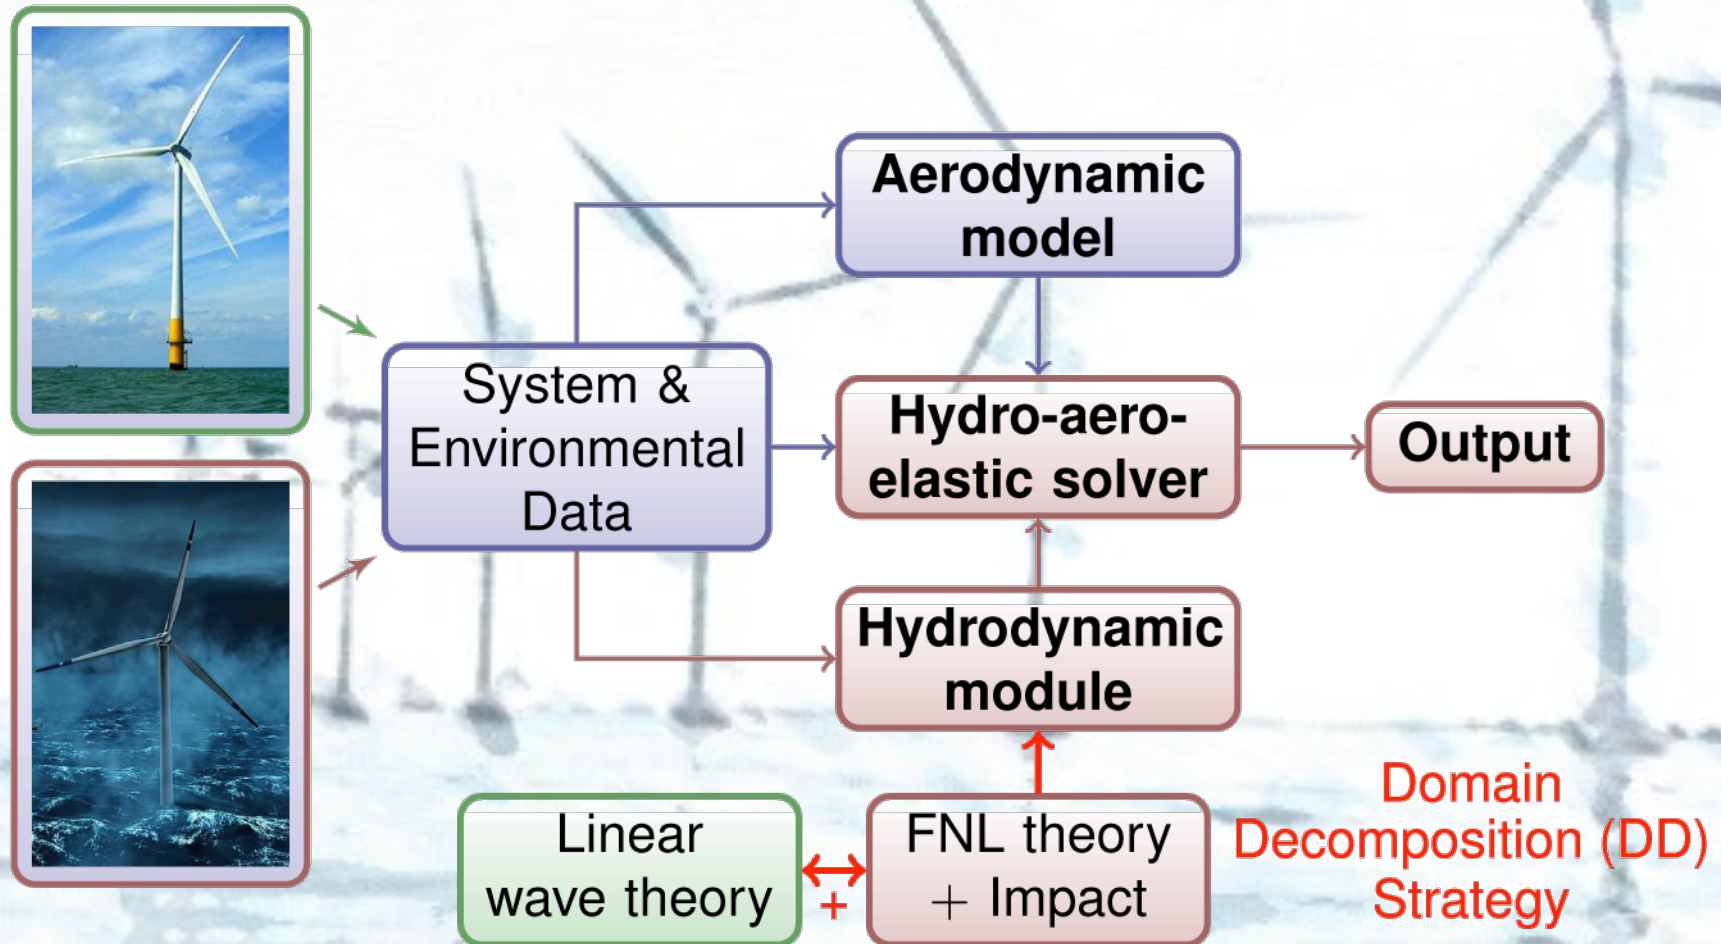 Aerodynamic
model
System &
Environmental
Data
Hydro-aero-
elastic solver
Output
Hydrodynamic
module
Linear
wave theory
+
FNL theory
+ Impact
Domain
Decomposition (DD)
Strategy